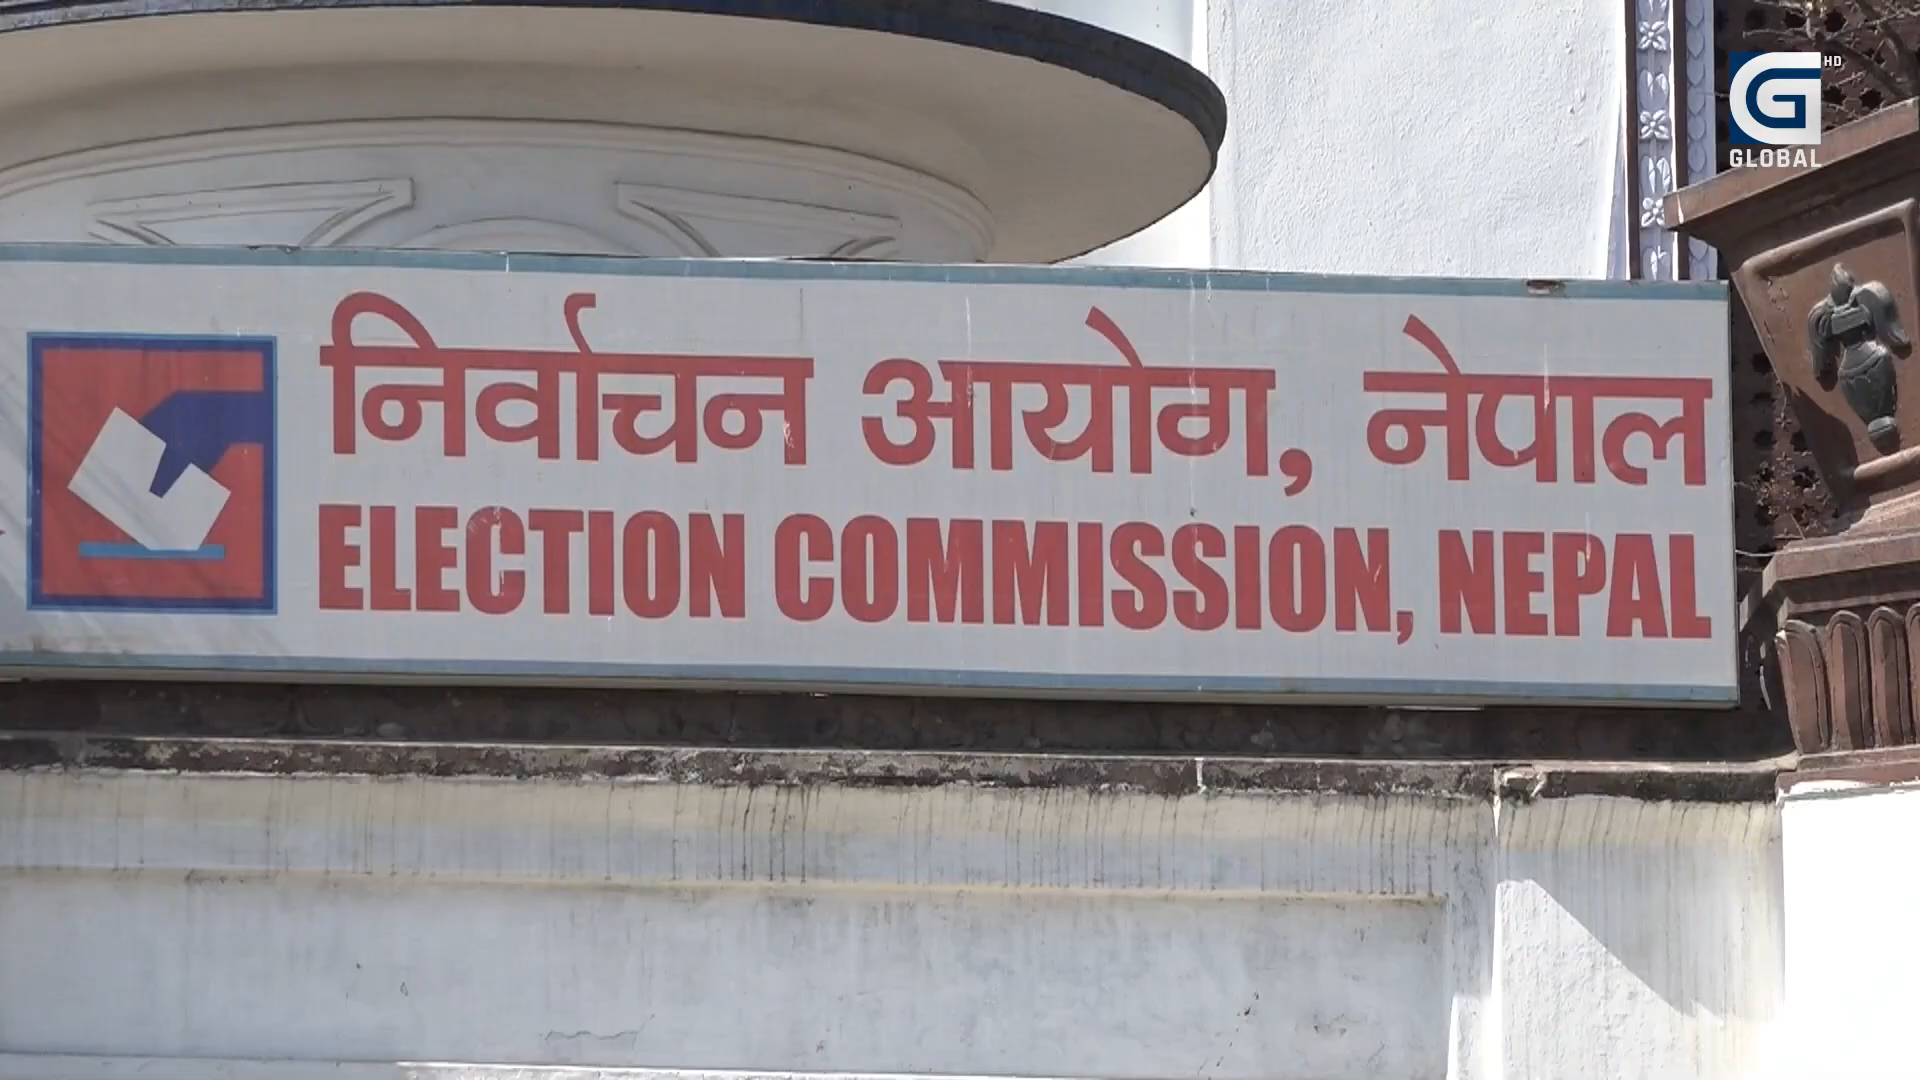 HD
G
GLOBAL
निर्वाचन आयोग, नेपाल
ELECTION COMMISSION, NEPAL